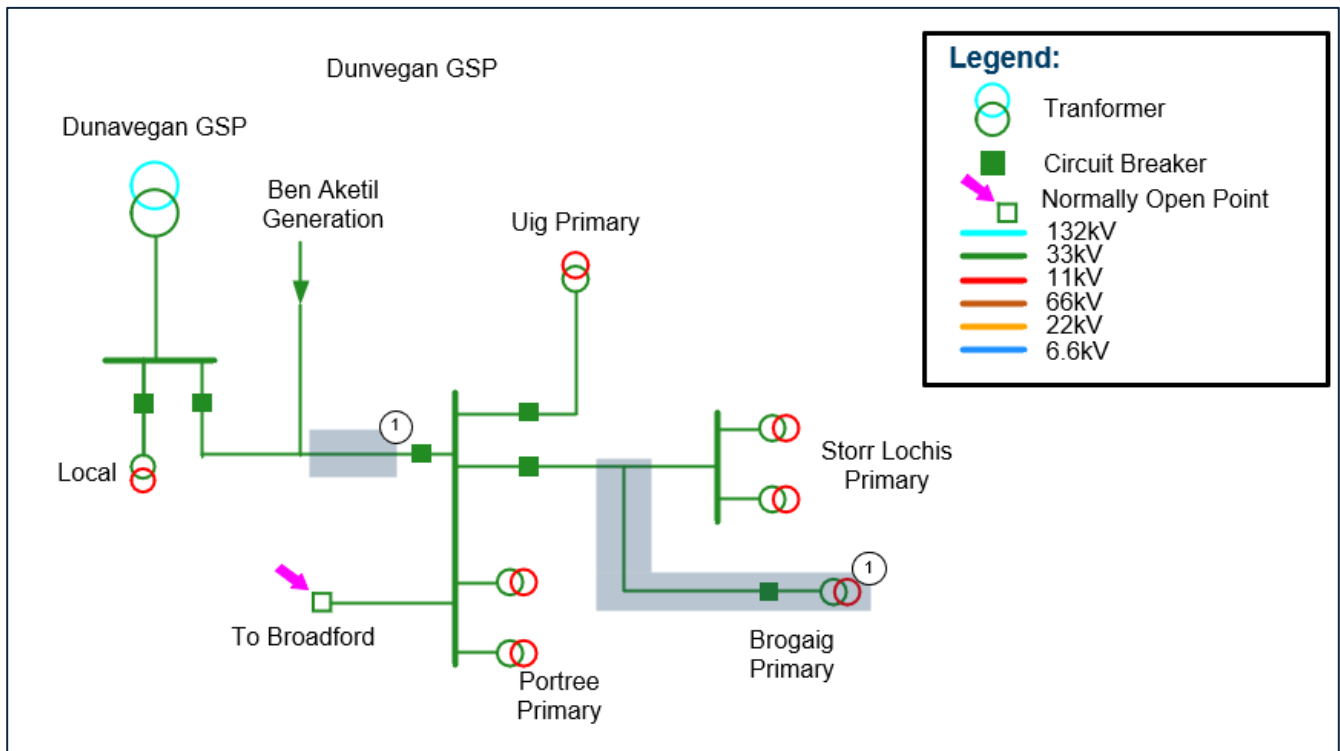 Dunvegan GSP
Dunavegan GSP
Ben Aketil
Generation
Uig Primary
Local
1
Storr Lochis
Primary
1
To Broadford
Portree
Primary
Brogaig
Primary
Legend:
Tranformer
Circuit Breaker
Normally Open Point
132kV
33kV
11kV
66kV
22kV
6.6kV